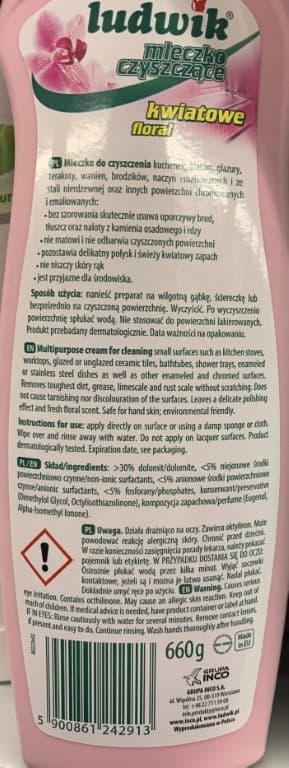 ludwik®
mleczko
czyszczące
kwiatowe
floral
PL Mleczko do czyszczenia kuchenek, blatów, glazury,
terakoty, wanien, brodzików, naczyń emaliowanych i ze
stali nierdzewnej oraz innych powierzchni chromowanych
i emaliowanych:
• bez szorowania skutecznie usuwa uporczywy brud,
tłuszcz oraz naloty z kamienia osadowego i rdzy
• nie matowi i nie odbarwia czyszczonych powierzchni
• pozostawia delikatny połysk i świeży kwiatowy zapach
• nie niszczy skóry rąk
• jest przyjazne dla środowiska.
Sposób użycia: nanieść preparat na wilgotną gąbkę, ściereczkę lub
bezpośrednio na czyszczoną powierzchnię. Wyczyścić. Po wyczyszczeniu
powierzchnię spłukać wodą. Nie stosować do powierzchni lakierowanych.
Produkt przebadany dermatologicznie. Data ważności na opakowaniu.
EN Multipurpose cream for cleaning small surfaces such as kitchen stoves,
worktops, glazed or unglazed ceramic tiles, bathtubes, shower trays, enameled
or stainless steel dishes as well as other enameled and chromed surfaces.
Removes toughest dirt, grease, limescale and rust scale without scratching. Does
not cause tarnishing nor discolouration of the surfaces. Leaves a delicate polishing
effect and fresh floral scent. Safe for hand skin; environmental friendly.
Instructions for use: apply directly on surface or using a damp sponge or cloth.
Wipe over and rinse away with water. Do not apply on lacquer surfaces. Product
dermatologically tested. Expiration date, see packaging.
PL/EN Skład/ingredients: >30% dolomit/dolomite, <5% niejonowe środki
powierzchniowo czynne/non-ionic surfactants, <5% anionowe środki powierzchniowo
czynne/anionic surfactants, <5% fosforany/phosphates, konserwant/preservative
(Dimethylol Glycol, Octylisothiazolinone), kompozycja zapachowa/perfume (Eugenol,
Alpha-Isomethyl Ionone).
PL Uwaga. Działa drażniąco na oczy. Zawiera oktylinon. Może
powodować reakcję alergiczną skóry. Chronić przed dziećmi.
W razie konieczności zasięgnięcia porady lekarza, należy pokazać
pojemnik lub etykietę. W PRZYPADKU DOSTANIA SIĘ DO OCZU:
Ostrożnie płukać wodą przez kilka minut. Wyjąć soczewki
kontaktowe, jeżeli są i można je łatwo usunąć. Nadal płukać.
Dokładnie umyć ręce po użyciu. EN Warning. Causes serious
eye irritation. Contains octhilinone. May cause an allergic skin reaction. Keep out of
reach of children. If medical advice is needed, have product container or label at hand.
IF IN EYES: Rinse cautiously with water for several minutes. Remove contact lenses,
if present and easy to do. Continue rinsing. Wash hands thoroughly after handling.
660g
Made in
EU
GRUPA
INCO
GRUPA INCO S.A.
ul. Wspólna 25, 00-519 Warszawa
www.inco.pl, www.ludwik.pl
Wyprodukowano w Polsce
5 900861 242913